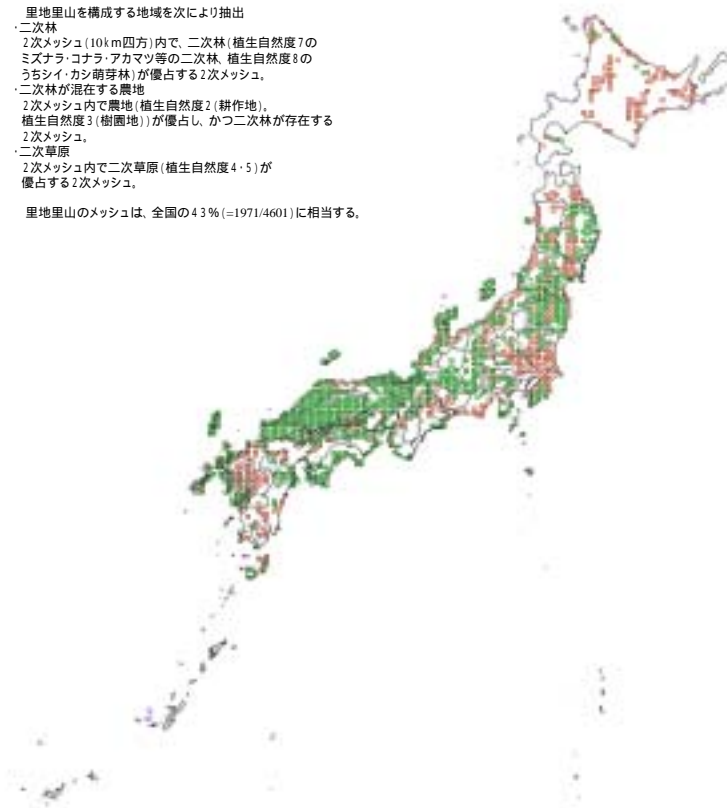 里地里山を構成する地域を次により抽出
・二次林
2次メッシュ(10km四方)内で、二次林(植生自然度7の
ミズナラ・コナラ・アカマツ等の二次林、植生自然度8の
うちシイ・カシ萌芽林)が優占する2次メッシュ。
・二次林が混在する農地
2次メッシュ内で農地(植生自然度2(耕作地)。
植生自然度3(樹園地))が優占し、かつ二次林が存在する
2次メッシュ。
・二次草原
2次メッシュ内で二次草原(植生自然度4・5)が
優占する2次メッシュ。
里地里山のメッシュは、全国の43%(=1971/4601)に相当する。